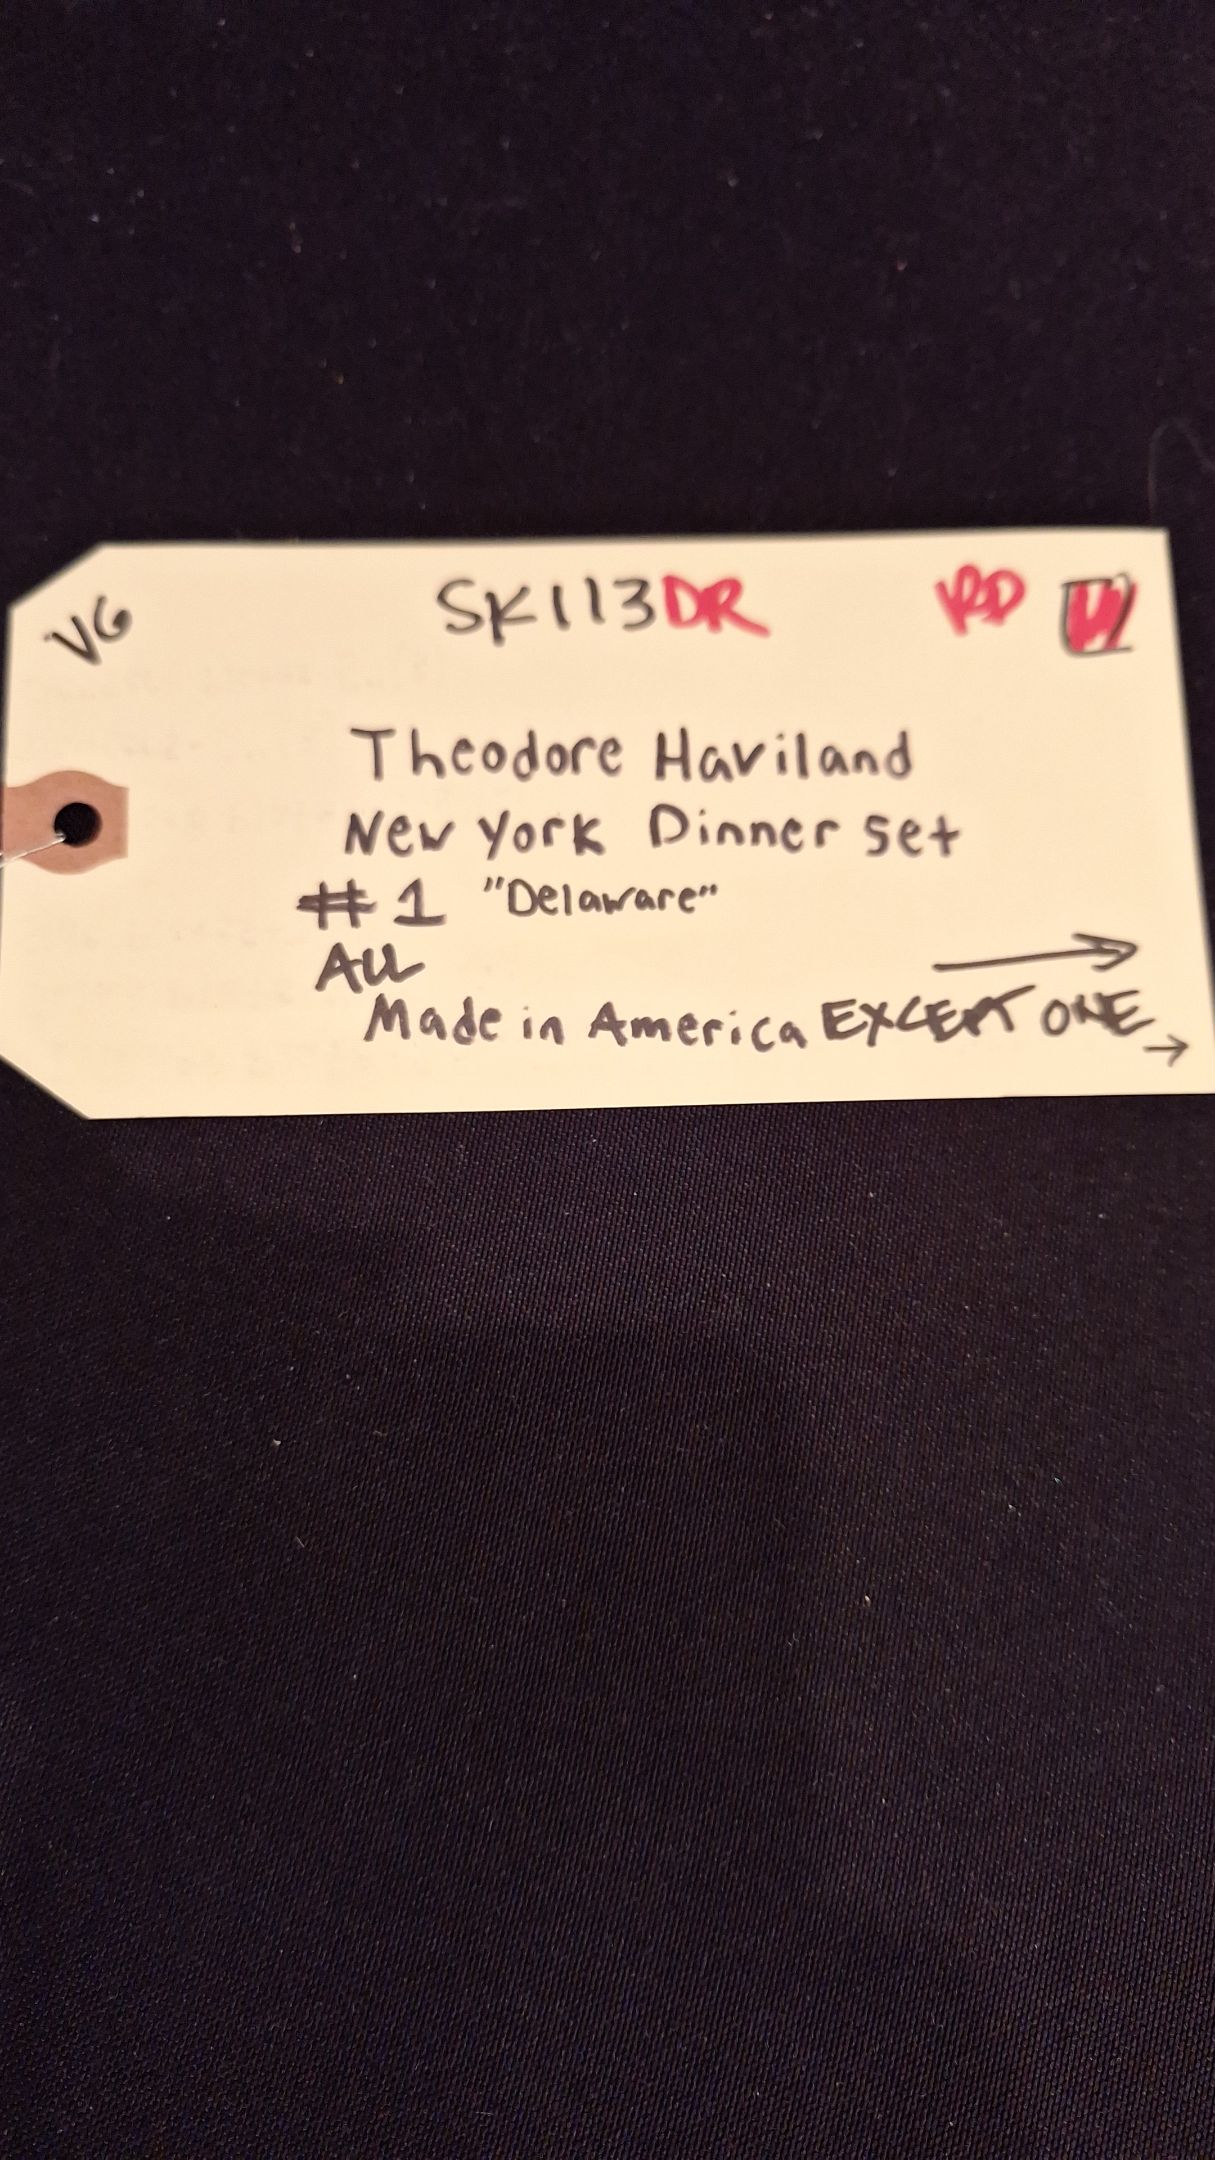 VG SK113DR
Theodore Haviland
New York Dinner set
#1 "Delaware"
ALL
Made in America EXCEPT ONE